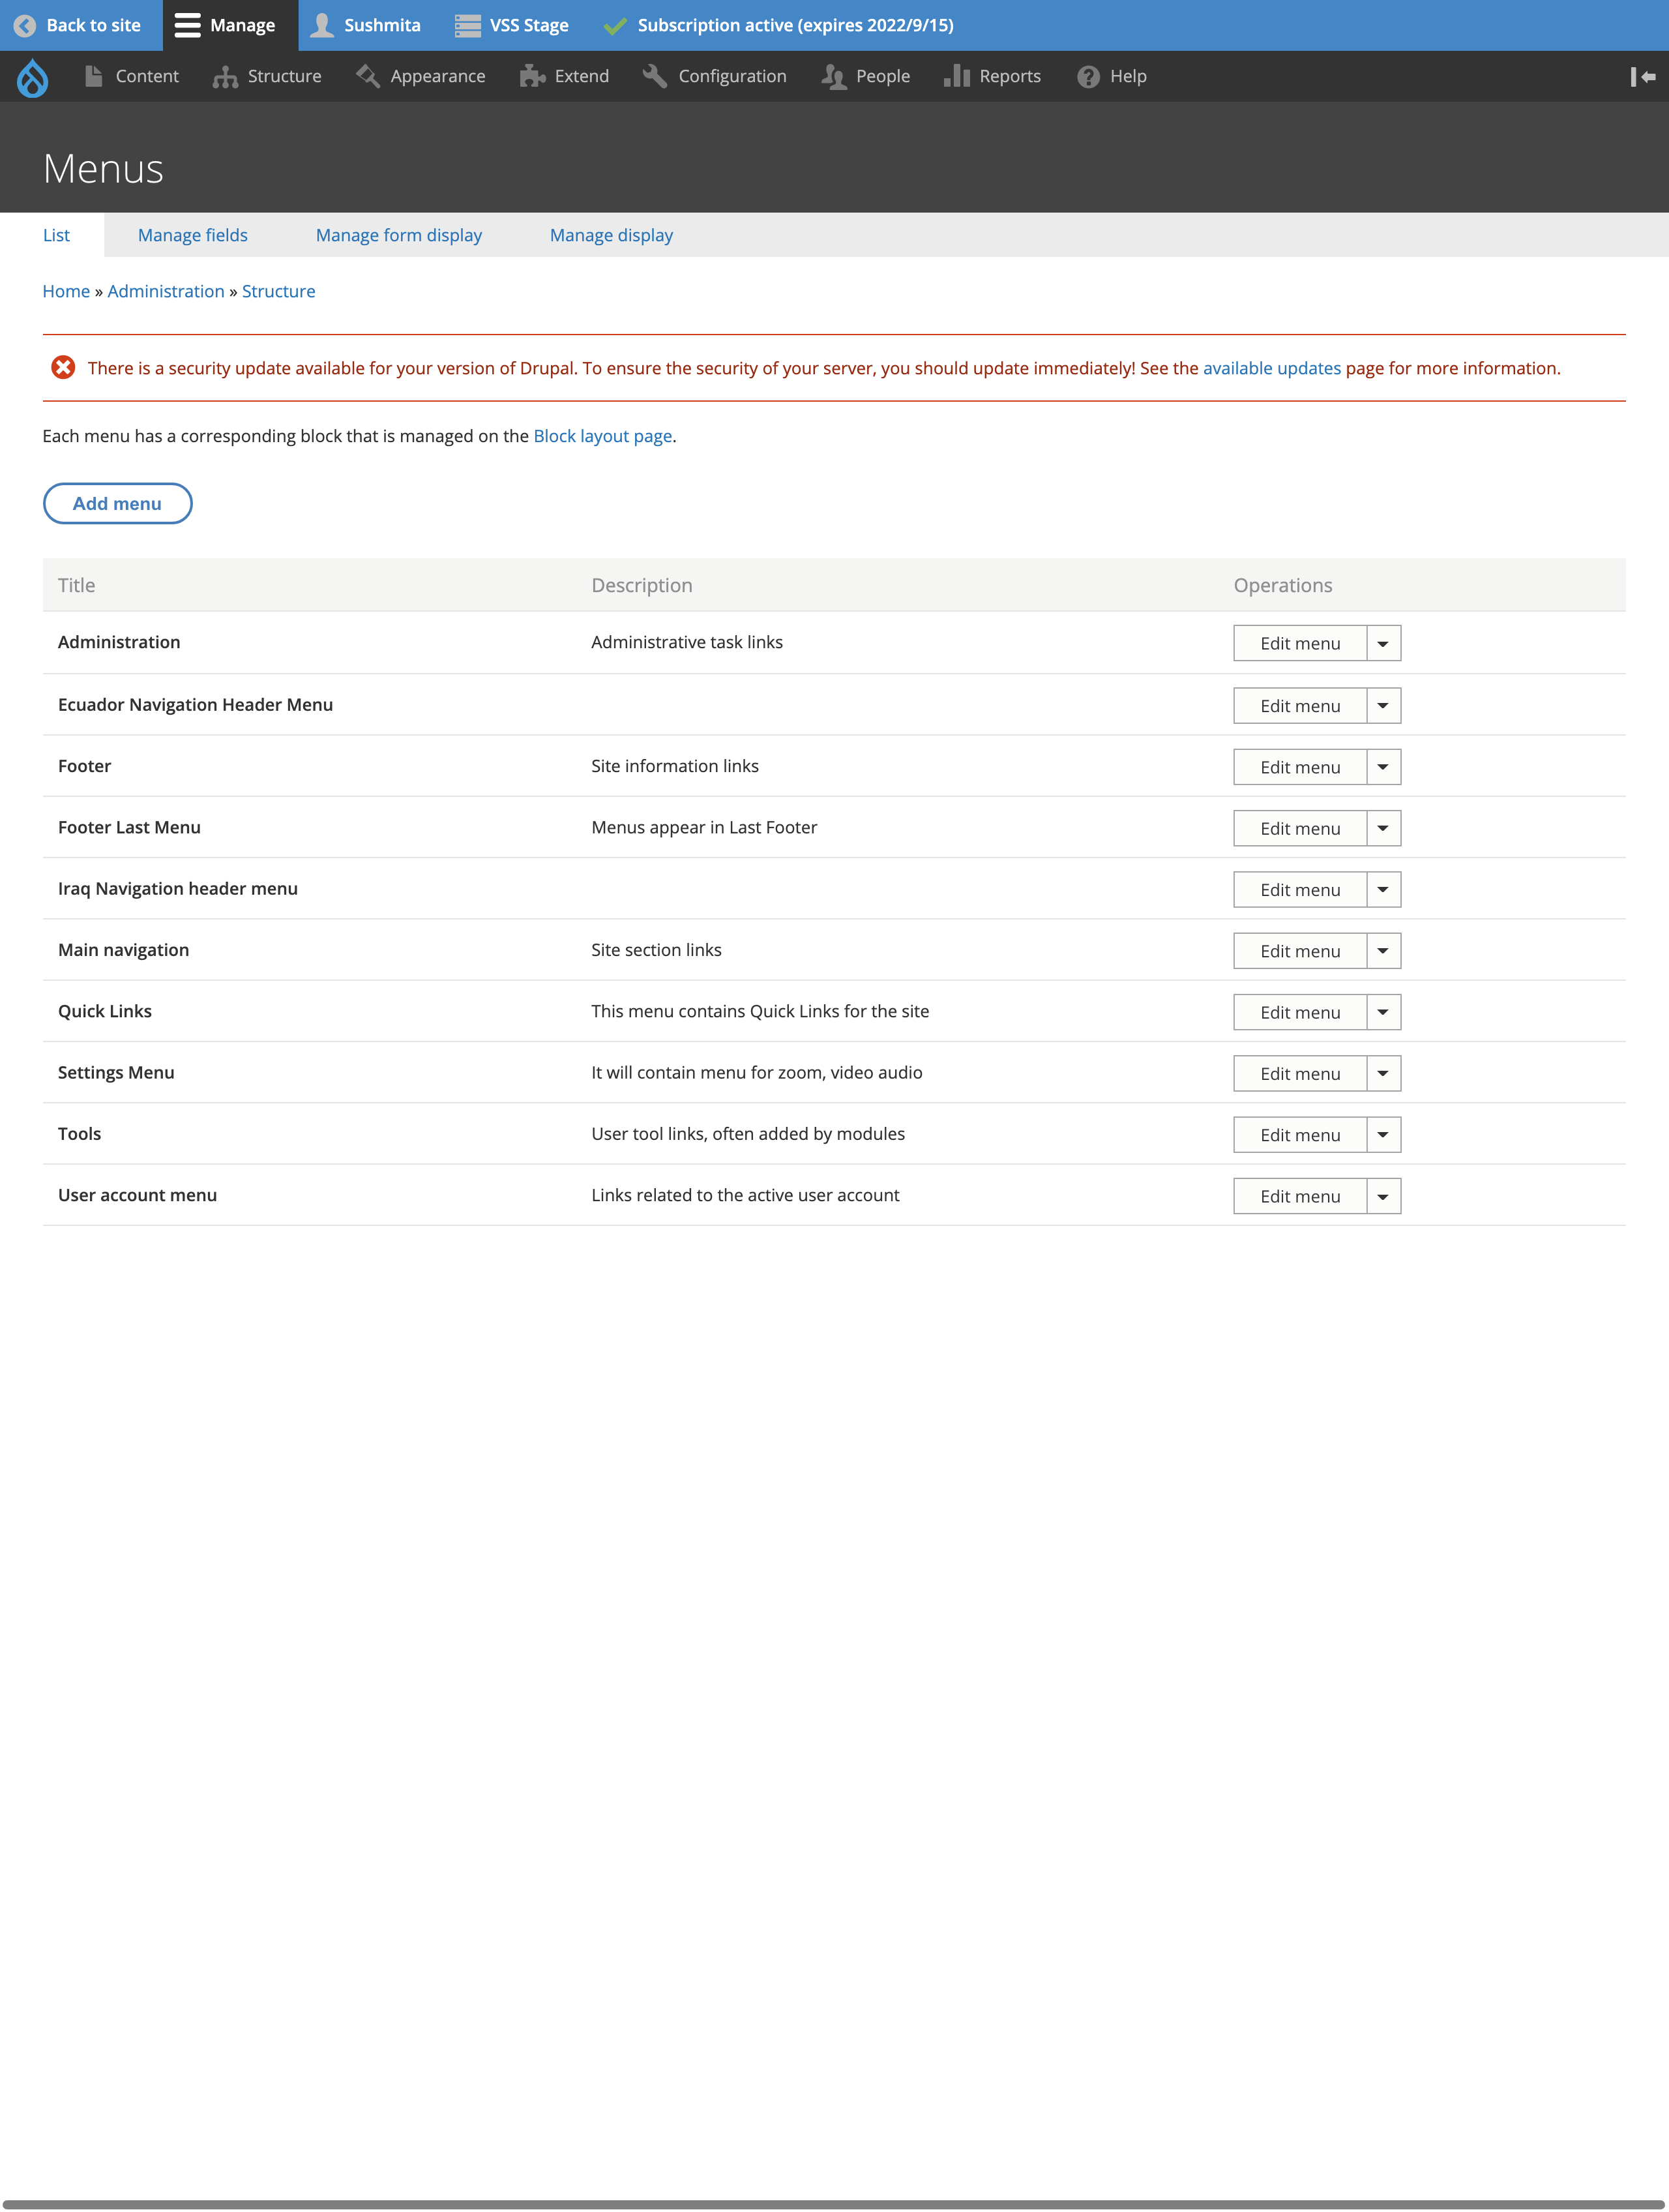 Back to site Manage Sushmita VSS Stage Subscription active (expires 2022/9/15)
Content Structure Appearance Extend Configuration People Reports Help
Menus
List Manage fields Manage form display Manage display
Home » Administration » Structure
There is a security update available for your version of Drupal. To ensure the security of your server, you should update immediately! See the available updates page for more information.
Each menu has a corresponding block that is managed on the Block layout page.
Add menu
Title Description Operations
Administration Administrative task links Edit menu
Ecuador Navigation Header Menu Edit menu
Footer Site information links Edit menu
Footer Last Menu Menus appear in Last Footer Edit menu
Iraq Navigation header menu Edit menu
Main navigation Site section links Edit menu
Quick Links This menu contains Quick Links for the site Edit menu
Settings Menu It will contain menu for zoom, video audio Edit menu
Tools User tool links, often added by modules Edit menu
User account menu Links related to the active user account Edit menu